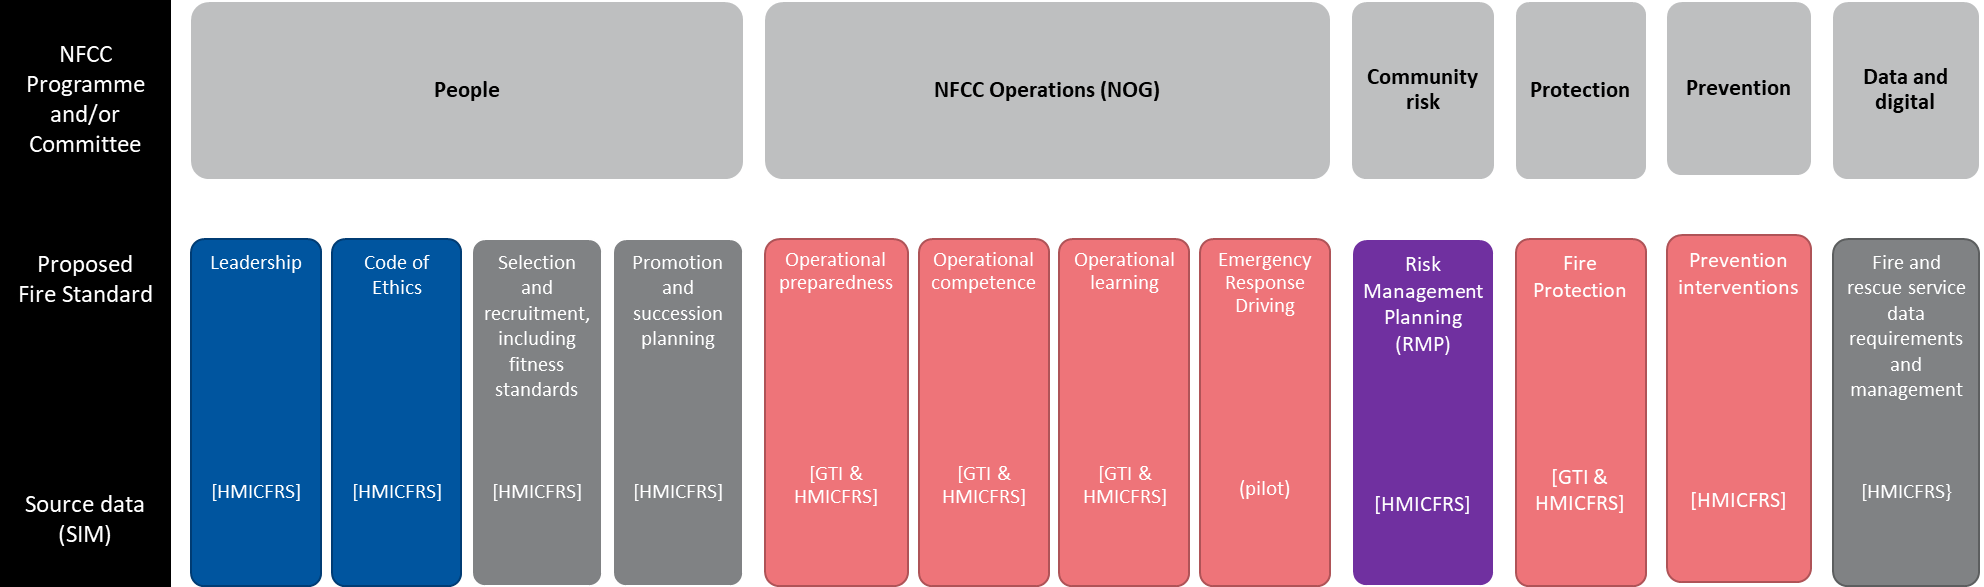 NFCC
Programme
and/or
Committee
People
NFCC Operations (NOG)
Community
risk
Protection
Prevention
Data and
digital
Proposed
Fire Standard
Leadership
Code of
Ethics
Selection
and
recruitment,
including
fitness
standards
Promotion
and
succession
planning
Operational
preparedness
Operational
competence
Operational
learning
Emergency
Response
Driving
Risk
Management
Planning
(RMP)
Fire
Protection
Prevention
interventions
Fire and
rescue service
data
requirements
and
management
Source data
(SIM)
[HMICFRS]
[HMICFRS]
[HMICFRS]
[HMICFRS]
[GTI &
HMICFRS]
[GTI &
HMICFRS]
[GTI &
HMICFRS]
(pilot)
[HMICFRS]
[GTI &
HMICFRS]
[HMICFRS]
[HMICFRS}